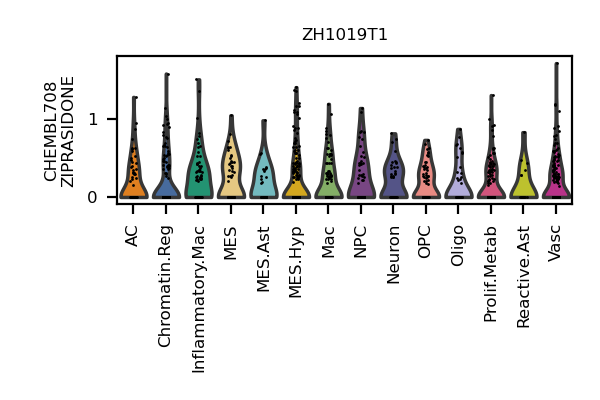 ZH1019T1
CHEMBL708
ZIPRASIDONE
1
0
AC
Chromatin.Reg
Inflammatory.Mac
MES
MES.Ast
MES.Hyp
Mac
NPC
Neuron
OPC
Oligo
Prolif.Metab
Reactive.Ast
Vasc